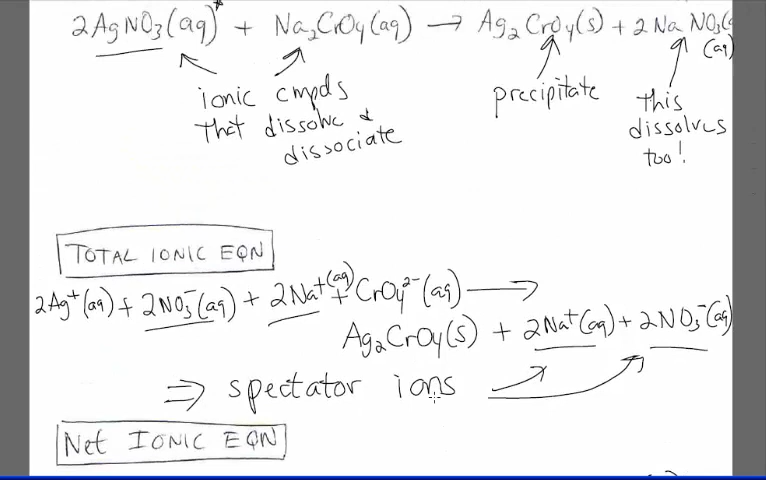 2AgNO₃(aq)* + Na₂CrO₄(aq) → Ag₂CrO₄(s) + 2NaNO₃(
(aq)
ionic cmpds
that dissolve &
dissociate
precipitate
this
dissolves
too!
TOTAL IONIC EQN
2Ag⁺(aq) + 2NO₃⁻(aq) + 2Na⁺(aq) + CrO₄²⁻(aq) →
Ag₂CrO₄(s) + 2Na⁺(aq) + 2NO₃⁻(aq)
⇒ spectator ions
Net IONIC EQN